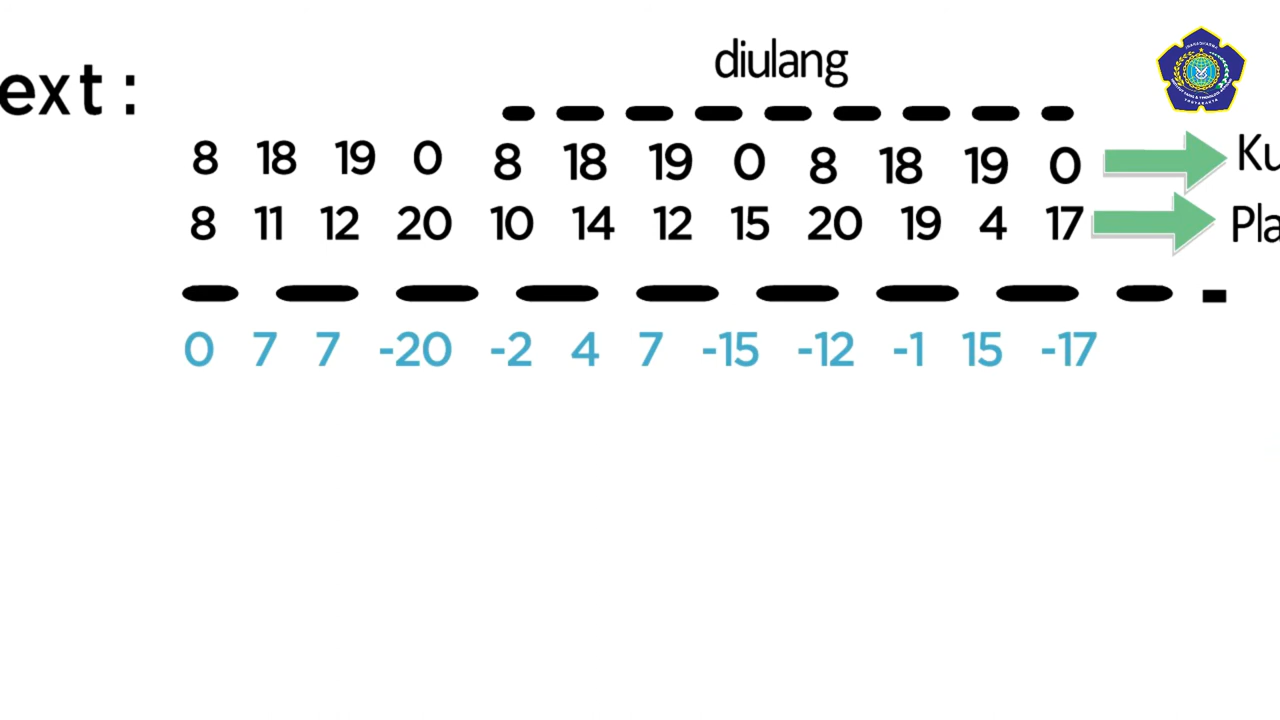 diulang
ext :
8 18 19 0 8 18 19 0 8 18 19 0 Ku
8 11 12 20 10 14 12 15 20 19 4 17 Pla
-
0 7 7 -20 -2 4 7 -15 -12 -1 15 -17